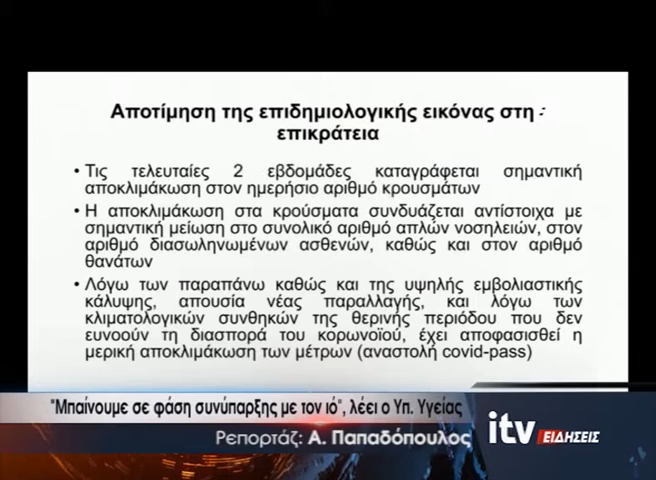 Αποτίμηση της επιδημιολογικής εικόνας στη
επικράτεια
• Τις τελευταίες 2 εβδομάδες καταγράφεται σημαντική
αποκλιμάκωση στον ημερήσιο αριθμό κρουσμάτων
• Η αποκλιμάκωση στα κρούσματα συνδυάζεται αντίστοιχα με
σημαντική μείωση στο συνολικό αριθμό απλών νοσηλειών, στον
αριθμό διασωληνωμένων ασθενών, καθώς και στον αριθμό
θανάτων
• Λόγω των παραπάνω καθώς και της υψηλής εμβολιαστικής
κάλυψης, απουσία νέας παραλλαγής, και λόγω των
κλιματολογικών συνθηκών της θερινής περιόδου που δεν
ευνοούν τη διασπορά του κορωνοϊού, έχει αποφασισθεί η
μερική αποκλιμάκωση των μέτρων (αναστολή covid-pass)
"Μπαίνουμε σε φάση συνύπαρξης με τον ιό", λέει ο Υπ. Υγείας
Ρεπορτάζ: Α. Παπαδόπουλος
itv ΕΙΔΗΣΕΙΣ